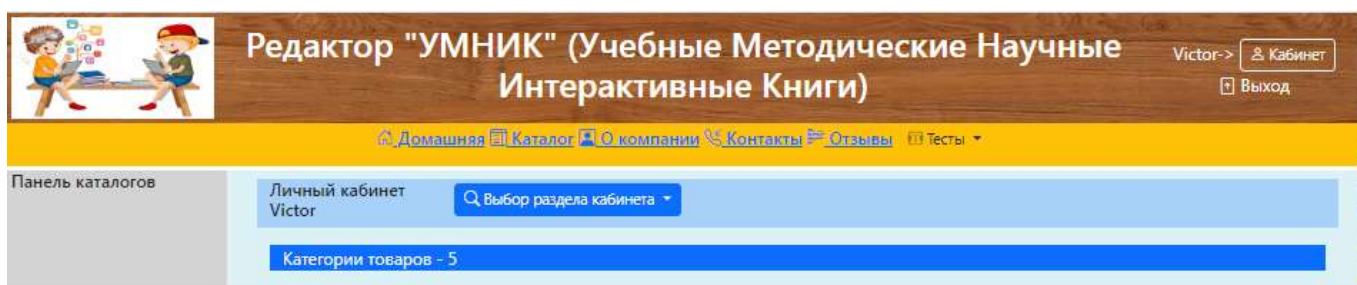 Редактор "УМНИК" (Учебные Методические Научные
Интерактивные Книги)
Victor-> Кабинет
Выход
Домашняя Каталог О компании Контакты Отзывы Тесты
Панель каталогов
Личный кабинет
Victor
Выбор раздела кабинета
Категории товаров - 5